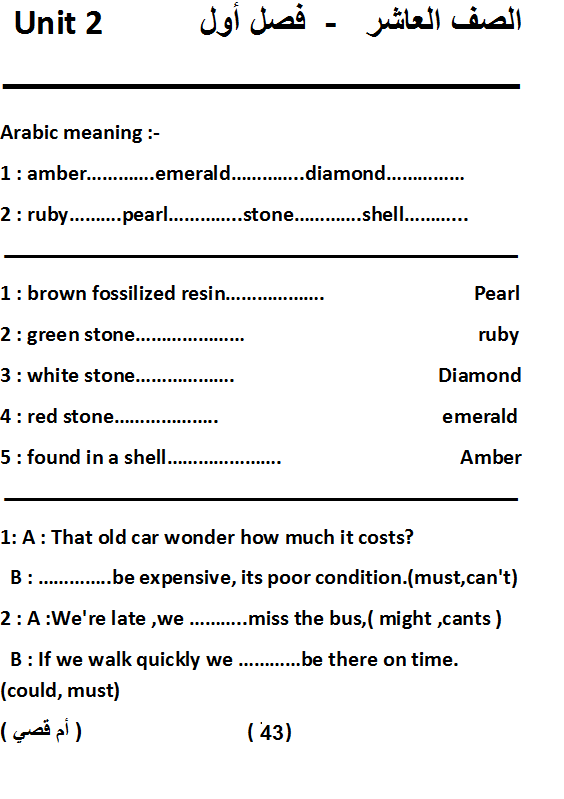 Unit 2 الصف العاشر - فصل أول
Arabic meaning :-
1 : amber.............emerald..............diamond...............
2 : ruby..........pearl..............stone.............shell............
1 : brown fossilized resin................... Pearl
2 : green stone..................... ruby
3 : white stone................... Diamond
4 : red stone.................... emerald
5 : found in a shell...................... Amber
1: A : That old car wonder how much it costs?
B : ..............be expensive, its poor condition.(must,can't)
2 : A :We're late ,we ...........miss the bus,( might ,cants )
B : If we walk quickly we ............be there on time.
(could, must)
( أم قصي ) ( 43)